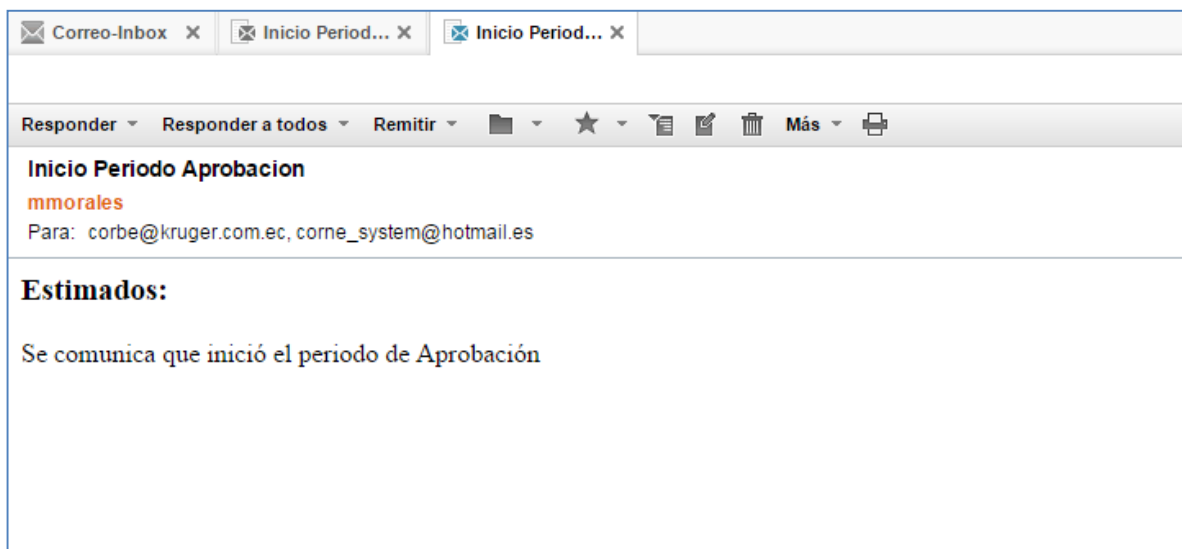 Correo-Inbox Inicio Period... Inicio Period...
Responder Responder a todos Remitir Más
Inicio Periodo Aprobacion
mmorales
Para: corbe@kruger.com.ec, corne_system@hotmail.es
Estimados:
Se comunica que inició el periodo de Aprobación